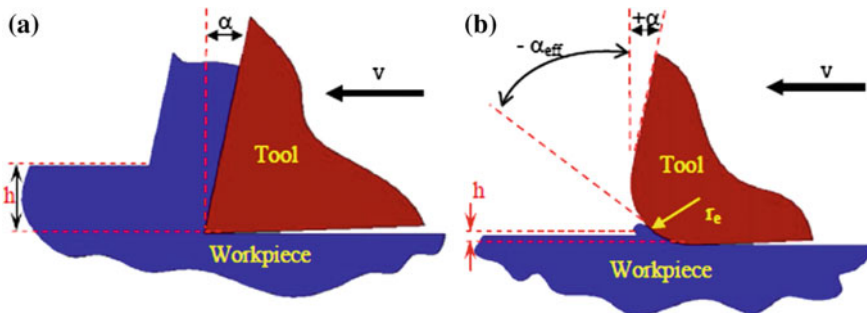 (a)
α
v
Tool
h
Workpiece
(b)
+α
- α_eff
v
Tool
h
r_e
Workpiece